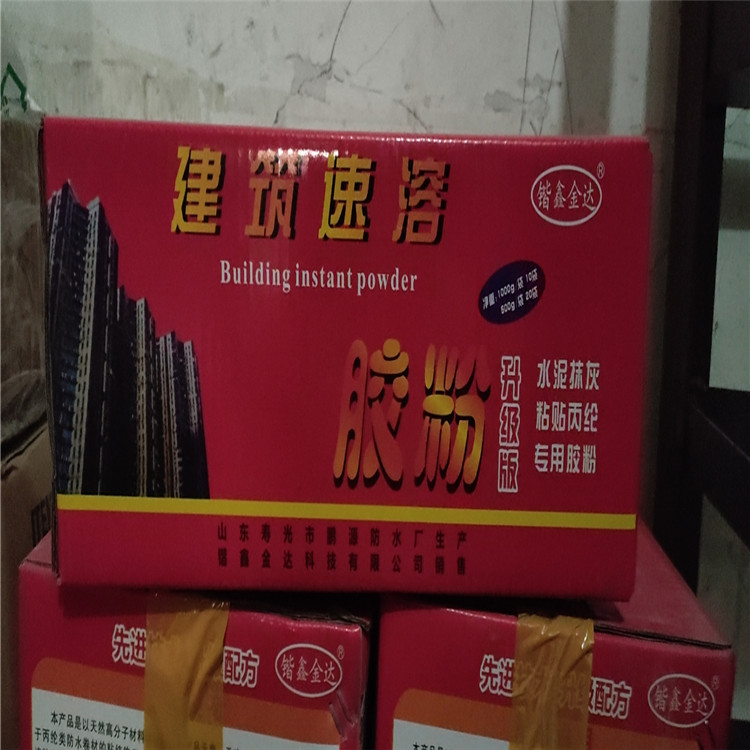 建筑速溶
锴鑫金达®
Building instant powder
净重:1000g/袋 10袋
500g/袋 20袋
胶粉
升级版
水泥抹灰
粘贴丙纶
专用胶粉
山东寿光市鹏源防水厂生产
锴鑫金达科技有限公司销售
先进 配方
锴鑫金达®
本产品是以天然高分子材料
于丙纶类防水卷材的粘结
先进 配方
锴鑫金达®